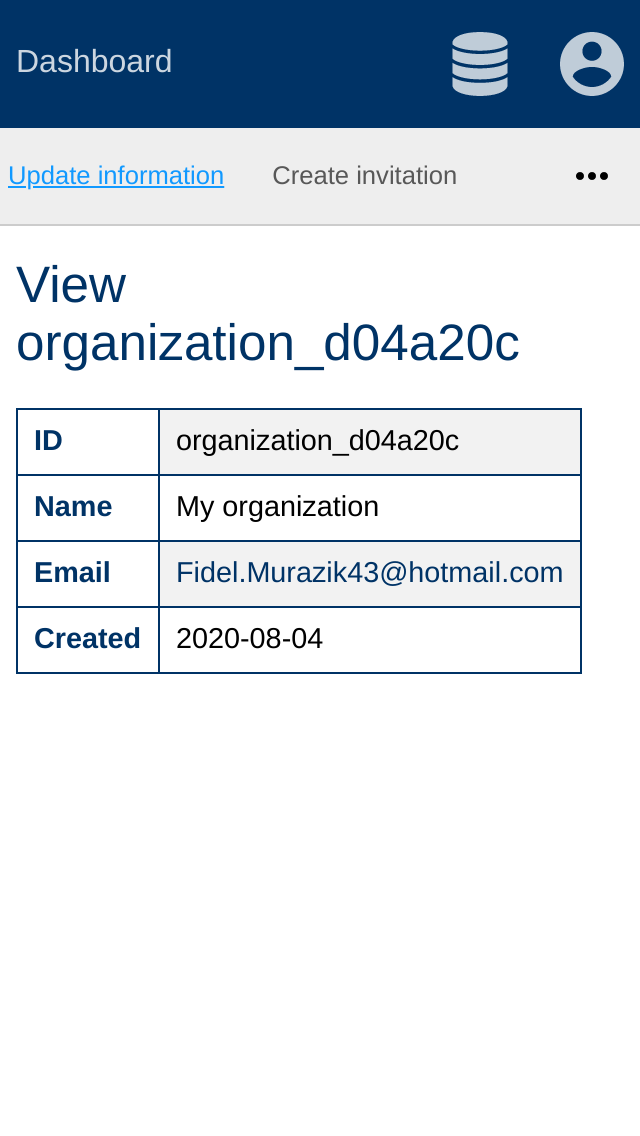 Dashboard
Update information Create invitation
View
organization_d04a20c
ID organization_d04a20c
Name My organization
Email Fidel.Murazik43@hotmail.com
Created 2020-08-04